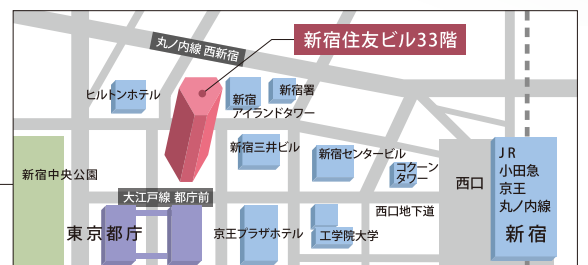 丸ノ内線 西新宿
新宿住友ビル33階
ヒルトンホテル
新宿
アイランドタワー
新宿署
新宿三井ビル
新宿センタービル
コクーン
タワー
新宿中央公園
大江戸線 都庁前
東京都庁
京王プラザホテル
工学院大学
西口地下道
西口
JR
小田急
京王
丸ノ内線
新宿